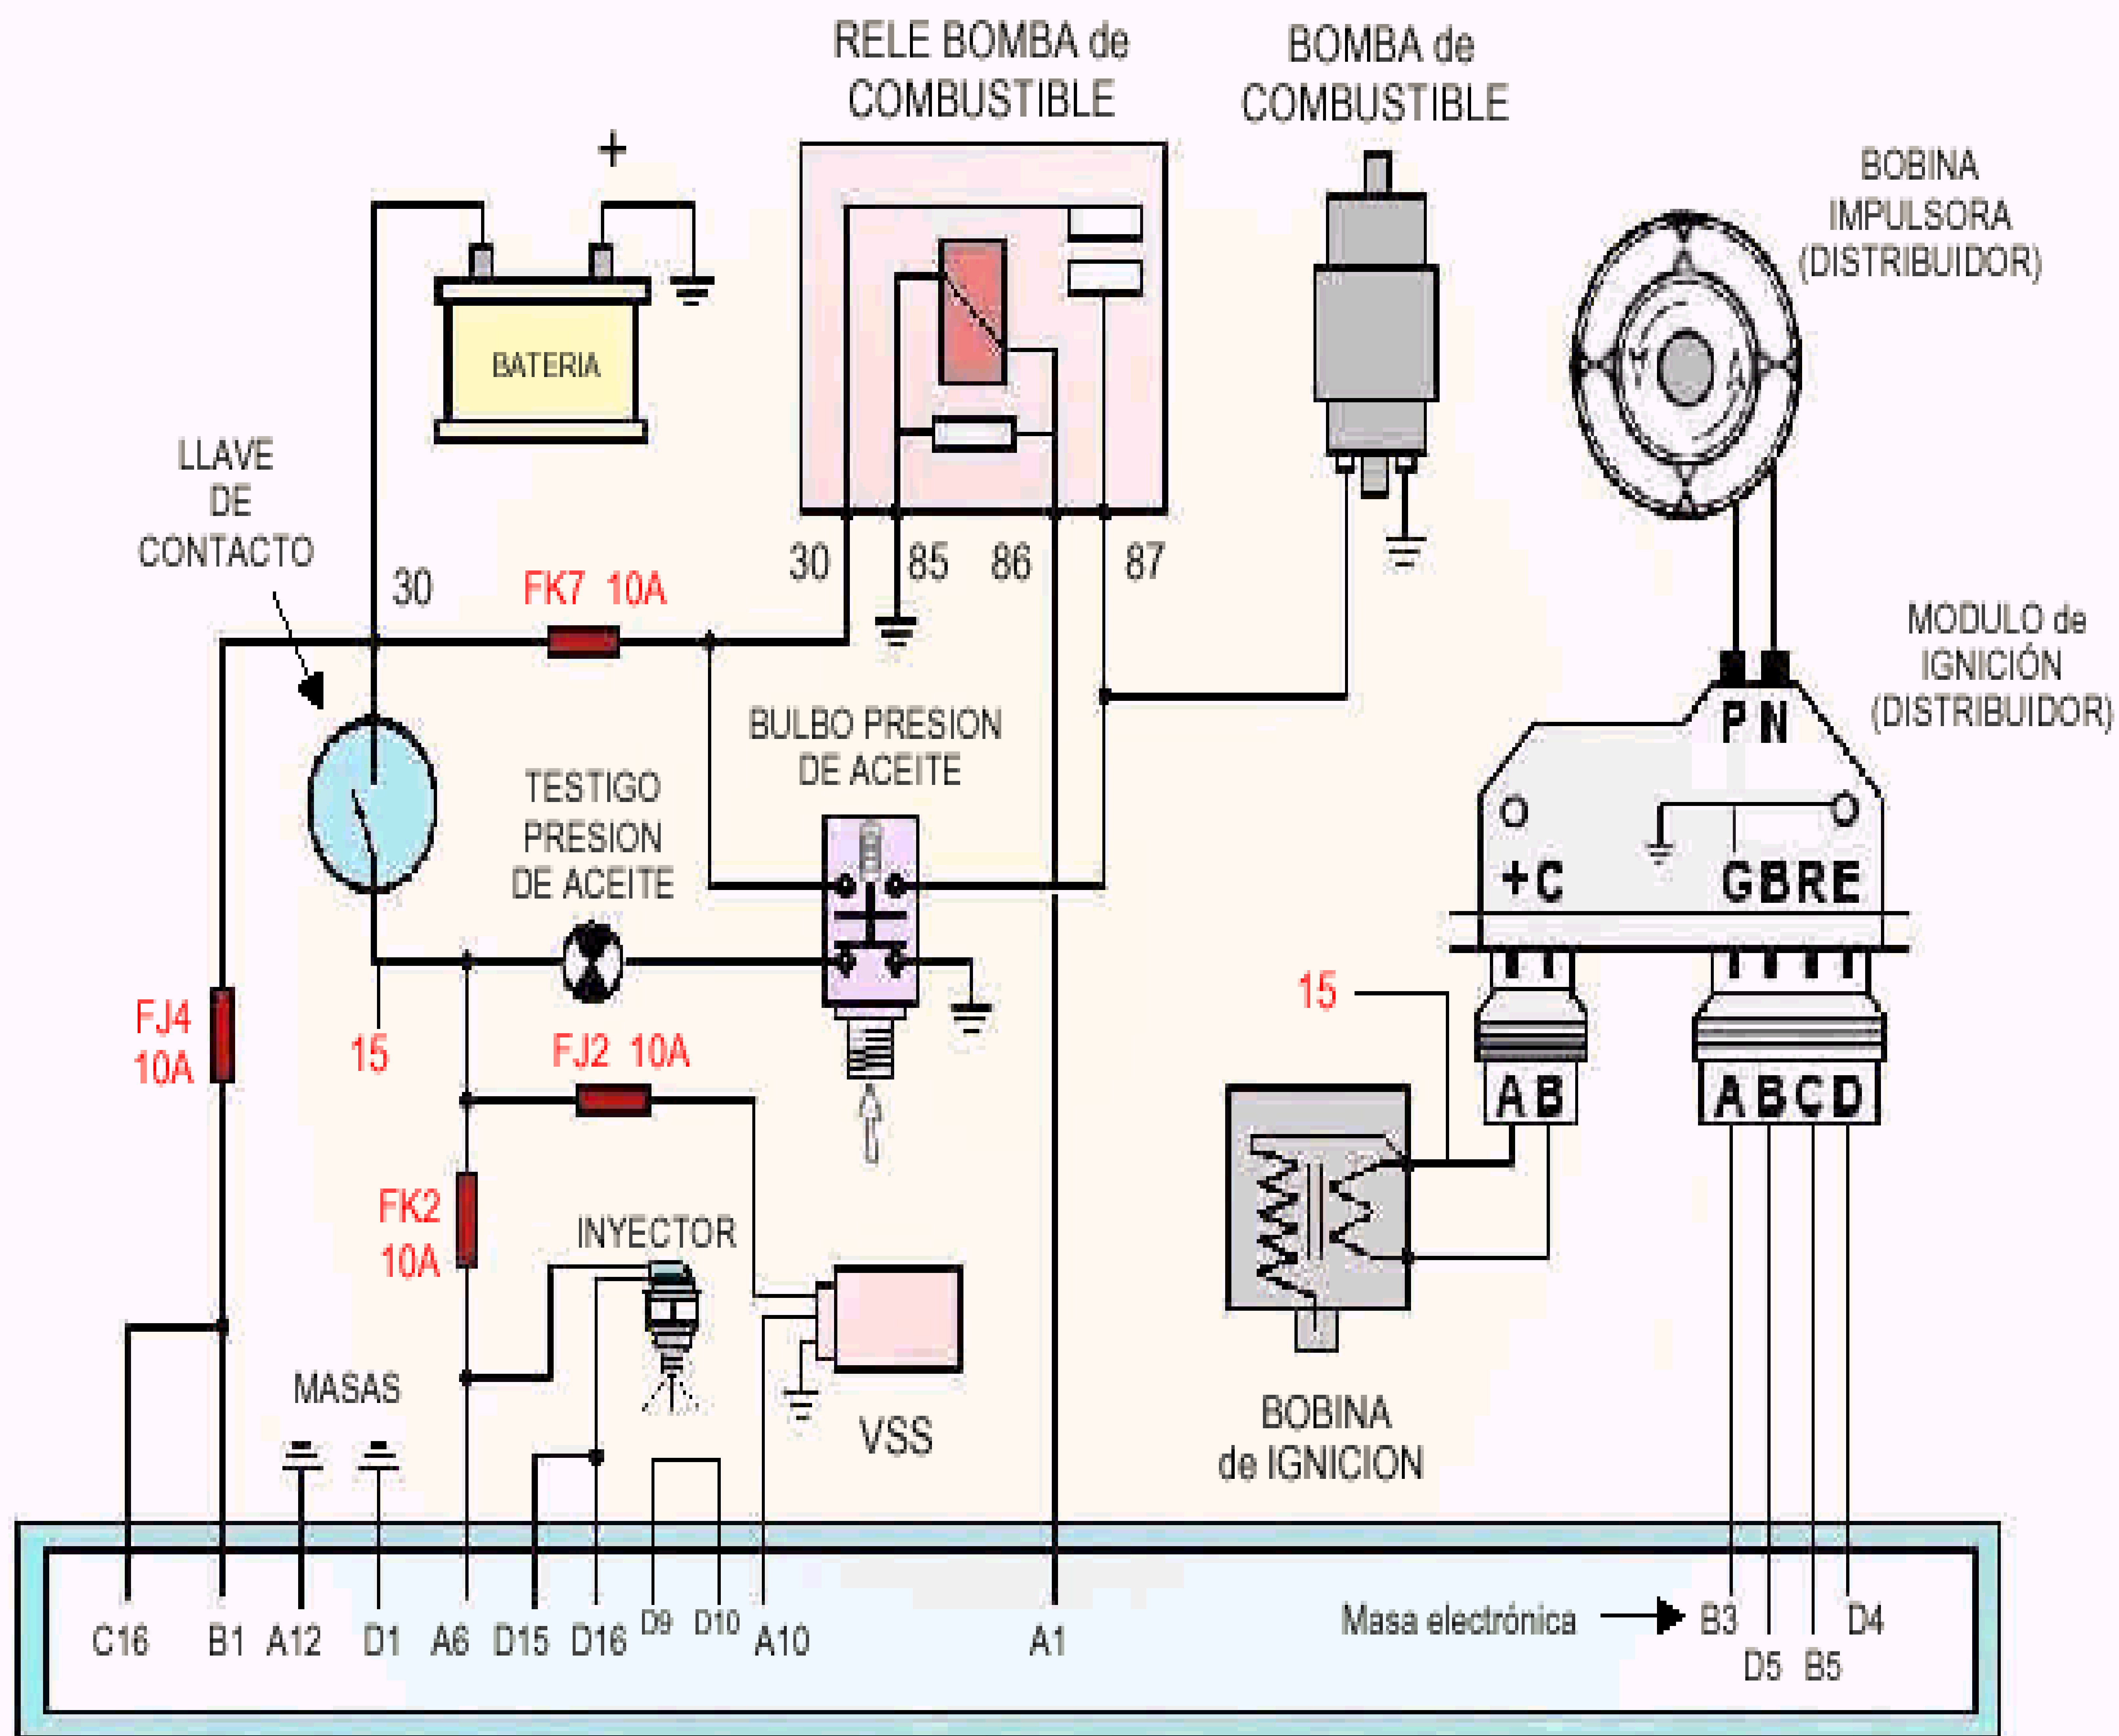 RELE BOMBA de
COMBUSTIBLE
BOMBA de
COMBUSTIBLE
+
BOBINA
IMPULSORA
(DISTRIBUIDOR)
BATERIA
LLAVE
DE
CONTACTO
30
FK7 10A
30
85
86
87
MODULO de
IGNICIÓN
(DISTRIBUIDOR)
P N
BULBO PRESION
DE ACEITE
TESTIGO
PRESION
DE ACEITE
+C
GBRE
FJ4
10A
15
FJ2 10A
15
AB
ABCD
FK2
10A
INYECTOR
MASAS
VSS
BOBINA
de IGNICION
C16
B1
A12
D1
A6
D15
D16
D9
D10
A10
A1
Masa electrónica
B3
D4
D5
B5